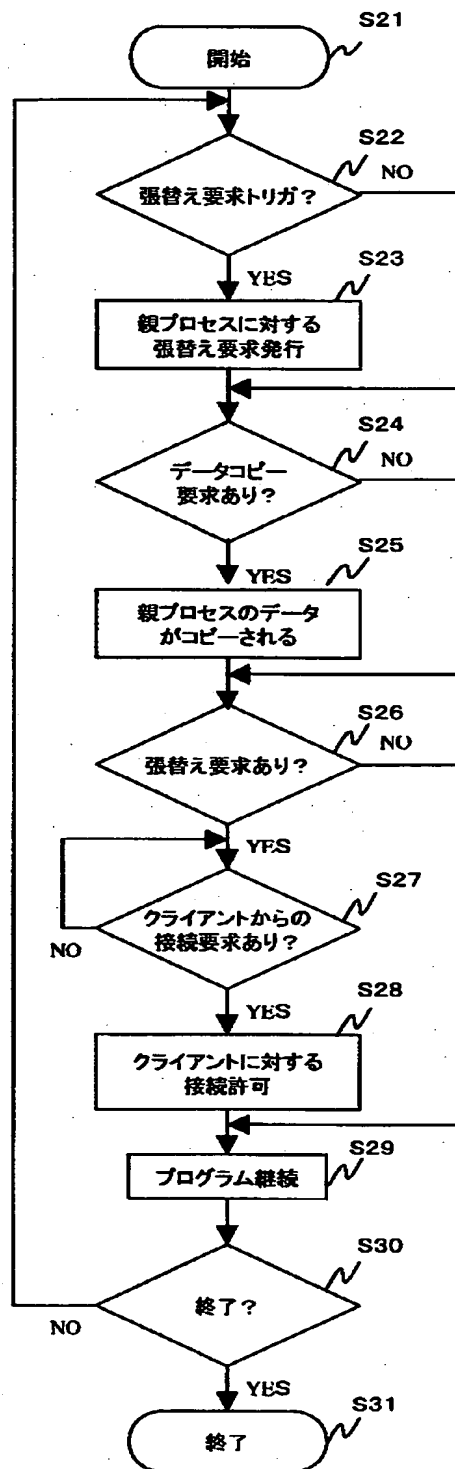 S21
開始
S22
張替え要求トリガ?
NO
YES
S23
親プロセスに対する
張替え要求発行
S24
データコピー
要求あり?
NO
YES
S25
親プロセスのデータ
がコピーされる
S26
張替え要求あり?
NO
YES
S27
クライアントからの
接続要求あり?
NO
YES
S28
クライアントに対する
接続許可
S29
プログラム継続
S30
終了?
NO
YES
S31
終了